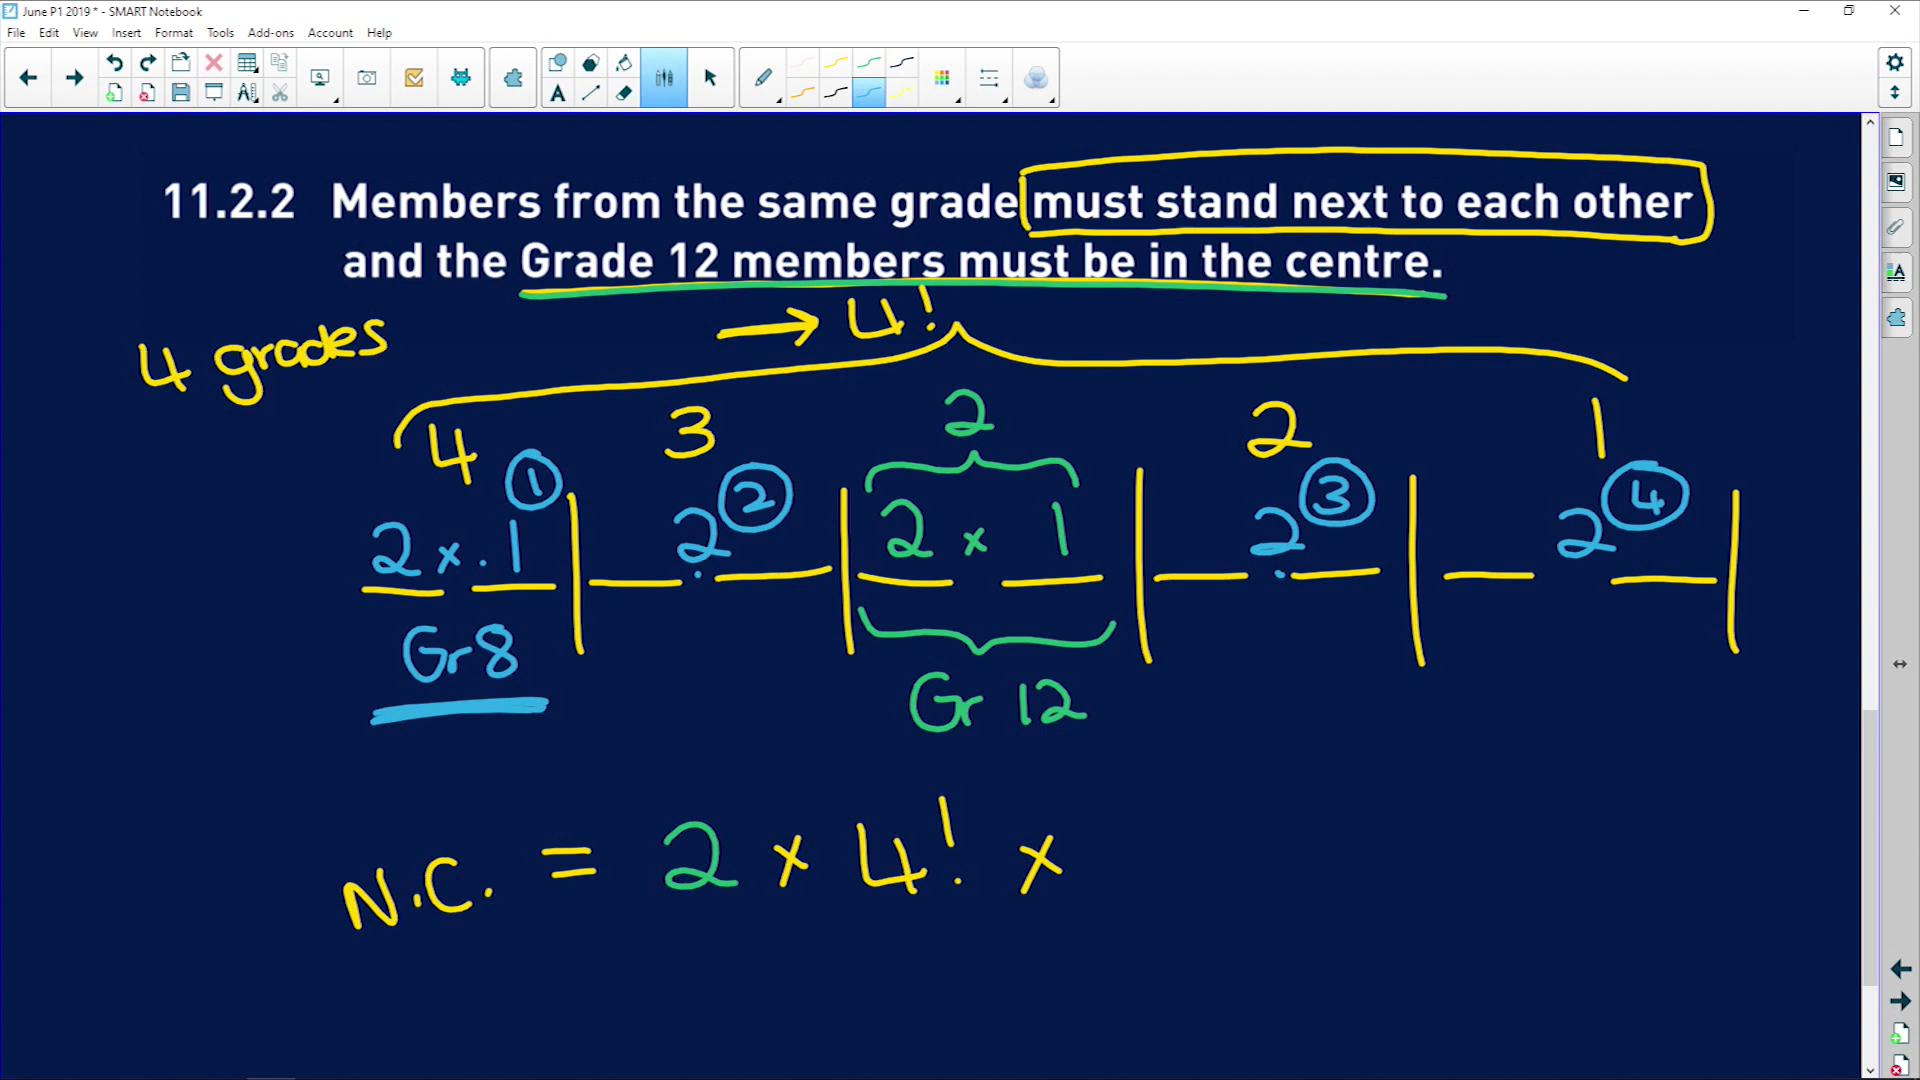 June P1 2019 * - SMART Notebook
File Edit View Insert Format Tools Add-ons Account Help
11.2.2 Members from the same grade must stand next to each other
and the Grade 12 members must be in the centre.
4 grades → 4!
4 3 2 2 1
2 × 1 ① 2 ② 2 × 1 2 ③ 2 ④
Gr 8 Gr 12
N.C. = 2 × 4! ×